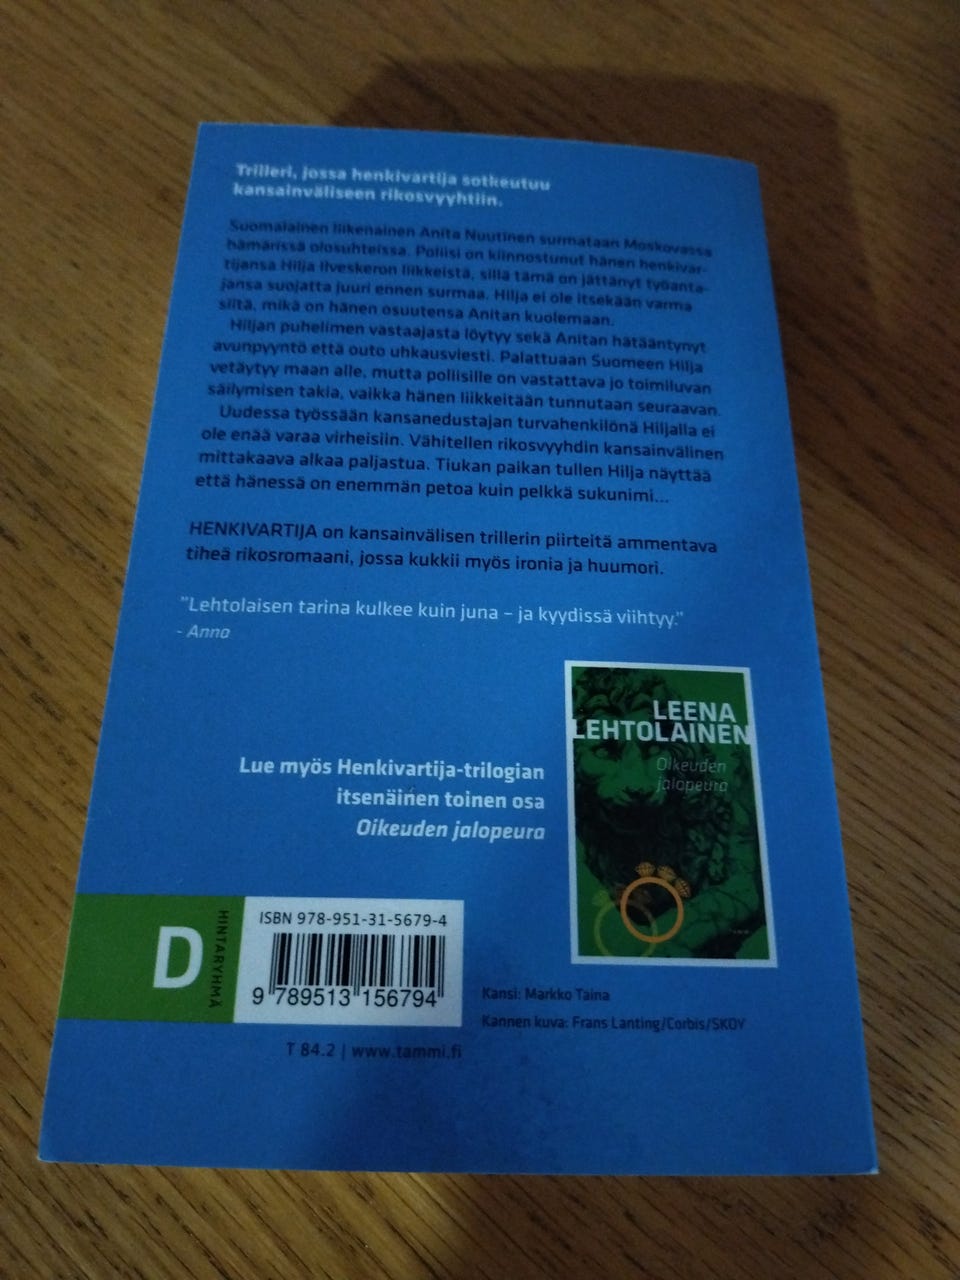 Trilleri, jossa henkivartija sotkeutuu
kansainväliseen rikosvyyhtiin.
Suomalainen liikenainen Anita Nuutinen surmataan Moskovassa
hämärissä olosuhteissa. Poliisi on kiinnostunut hänen henkivar-
tijansa Hilja Ilveskeron liikkeistä, sillä tämä on jättänyt työanta-
jansa suojatta juuri ennen surmaa. Hilja ei ole itsekään varma
siitä, mikä on hänen osuutensa Anitan kuolemaan.
Hiljan puhelimen vastaajasta löytyy sekä Anitan hätääntynyt
avunpyyntö että outo uhkausviesti. Palattuaan Suomeen Hilja
vetäytyy maan alle, mutta poliisille on vastattava jo toimiluvan
säilymisen takia, vaikka hänen liikkeitään tunnutaan seuraavan.
Uudessa työssään kansanedustajan turvahenkilönä Hiljalla ei
ole enää varaa virheisiin. Vähitellen rikosvyyhdin kansainvälinen
mittakaava alkaa paljastua. Tiukan paikan tullen Hilja näyttää
että hänessä on enemmän petoa kuin pelkkä sukunimi...
HENKIVARTIJA on kansainvälisen trillerin piirteitä ammentava
tiheä rikosromaani, jossa kukkii myös ironia ja huumori.
"Lehtolaisen tarina kulkee kuin juna – ja kyydissä viihtyy."
- Anna
LEENA
LEHTOLAINEN
Oikeuden
jalopeura
Lue myös Henkivartija-trilogian
itsenäinen toinen osa
Oikeuden jalopeura
D
HINTARYHMÄ
ISBN 978-951-31-5679-4
9 789513 156794
Kansi: Markko Taina
Kannen kuva: Frans Lanting/Corbis/SKOY
T 84.2 | www.tammi.fi